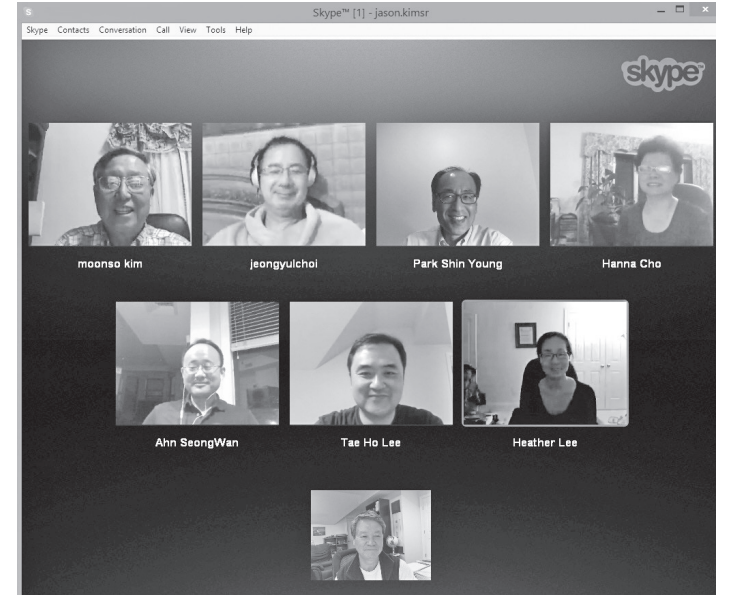 Skype™ [1] - jason.kimsr
Skype Contacts Conversation Call View Tools Help
skype™
moonso kim jeongyulchoi Park Shin Young Hanna Cho
Ahn SeongWan Tae Ho Lee Heather Lee